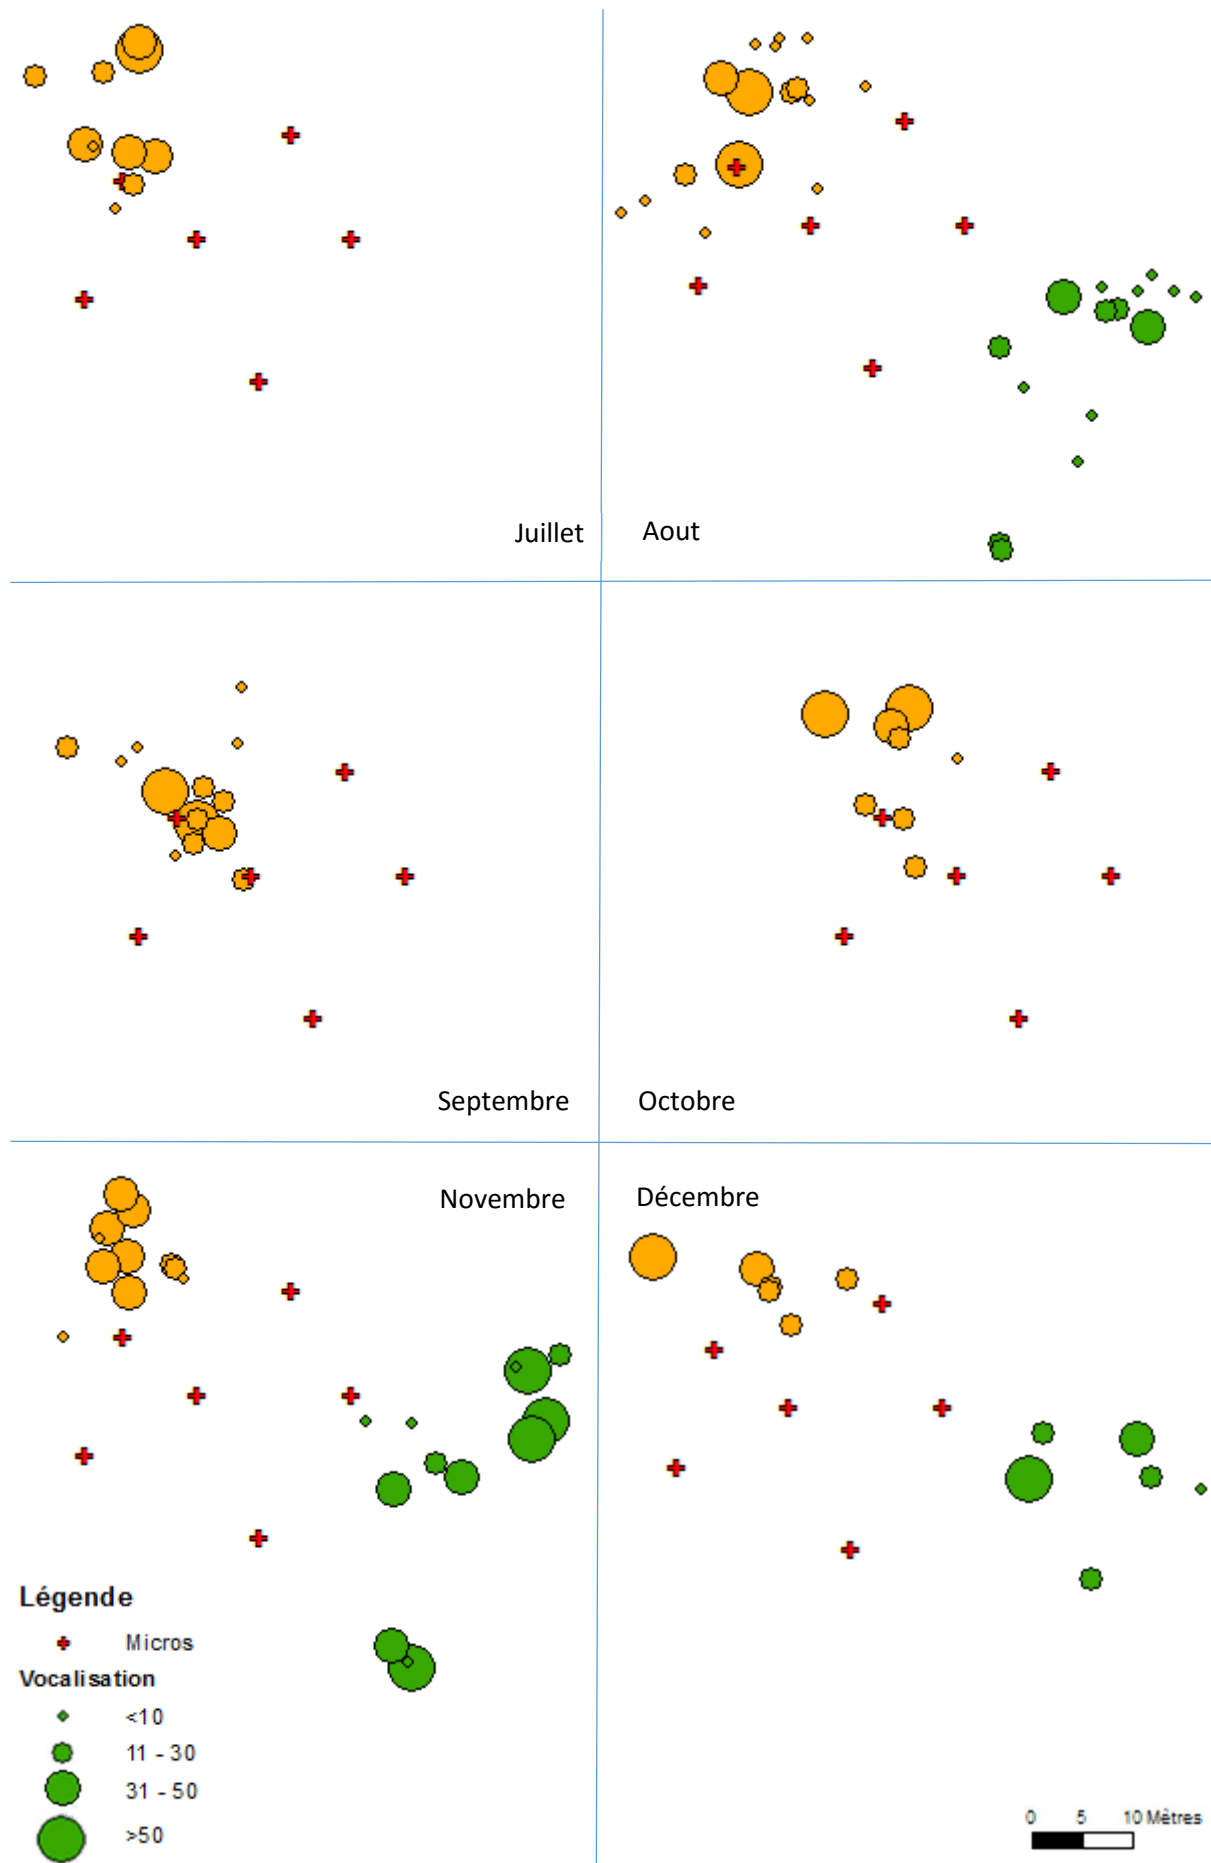 Juillet
Aout
Septembre
Octobre
Novembre
Décembre
Légende
Micros
Vocalisation
<10
11 - 30
31 - 50
>50
0 5 10 Mètres